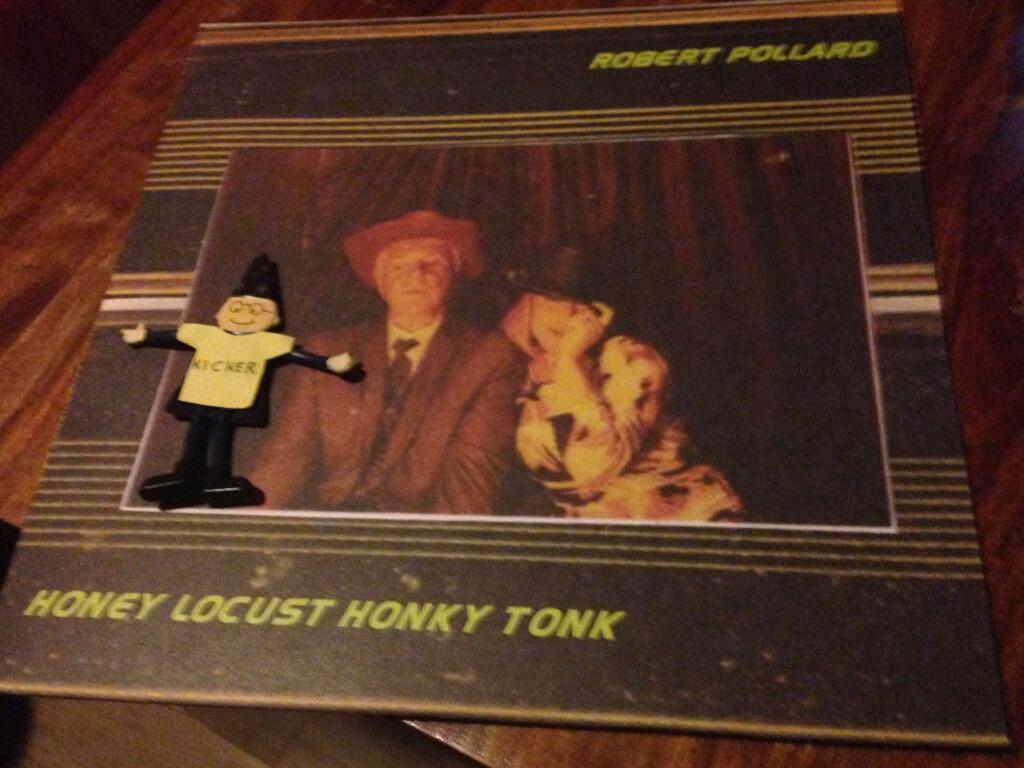 ROBERT POLLARD
KICKER
HONEY LOCUST HONKY TONK